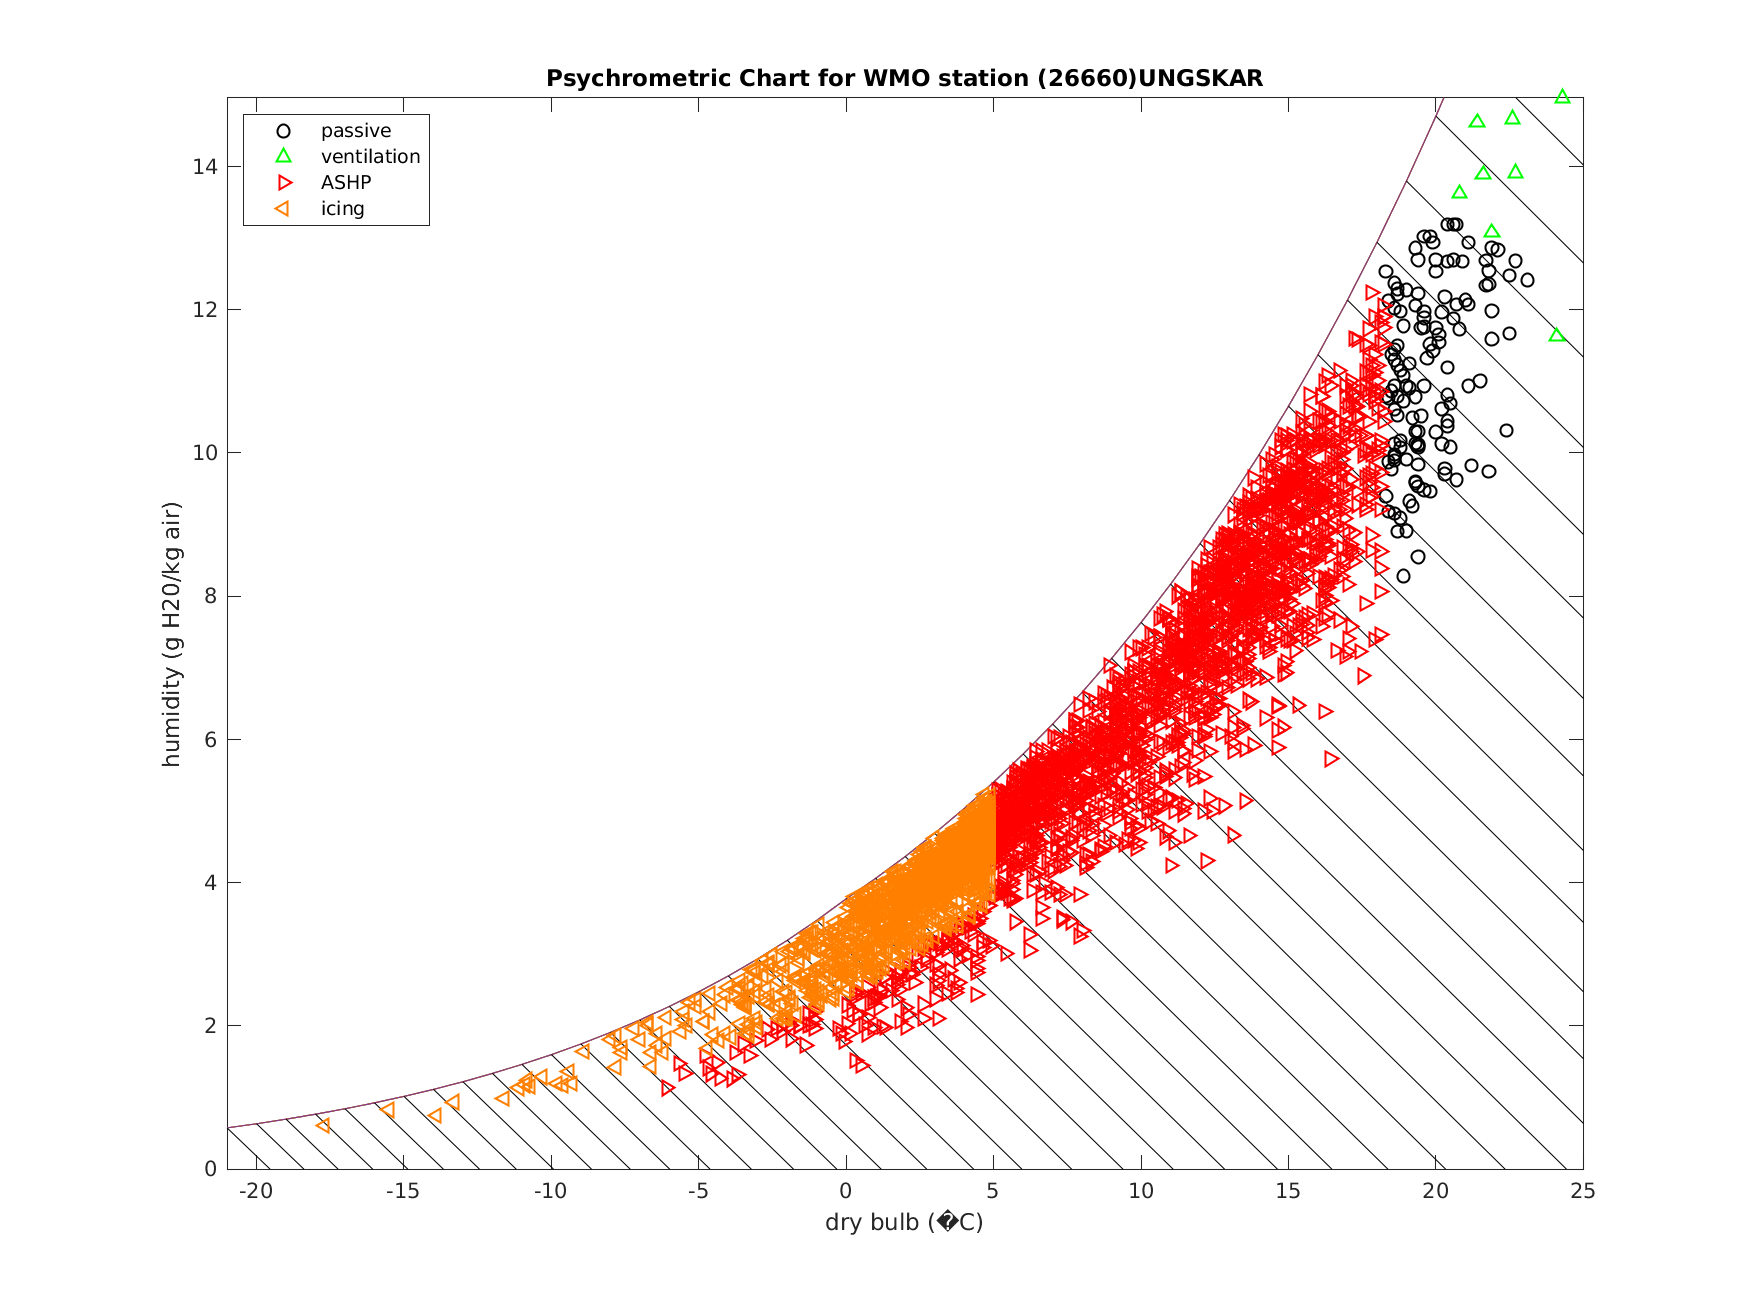 Psychrometric Chart for WMO station (26660)UNGSKAR
passive
ventilation
ASHP
icing
humidity (g H20/kg air)
14
12
10
8
6
4
2
0
-20 -15 -10 -5 0 5 10 15 20 25
dry bulb (�C)